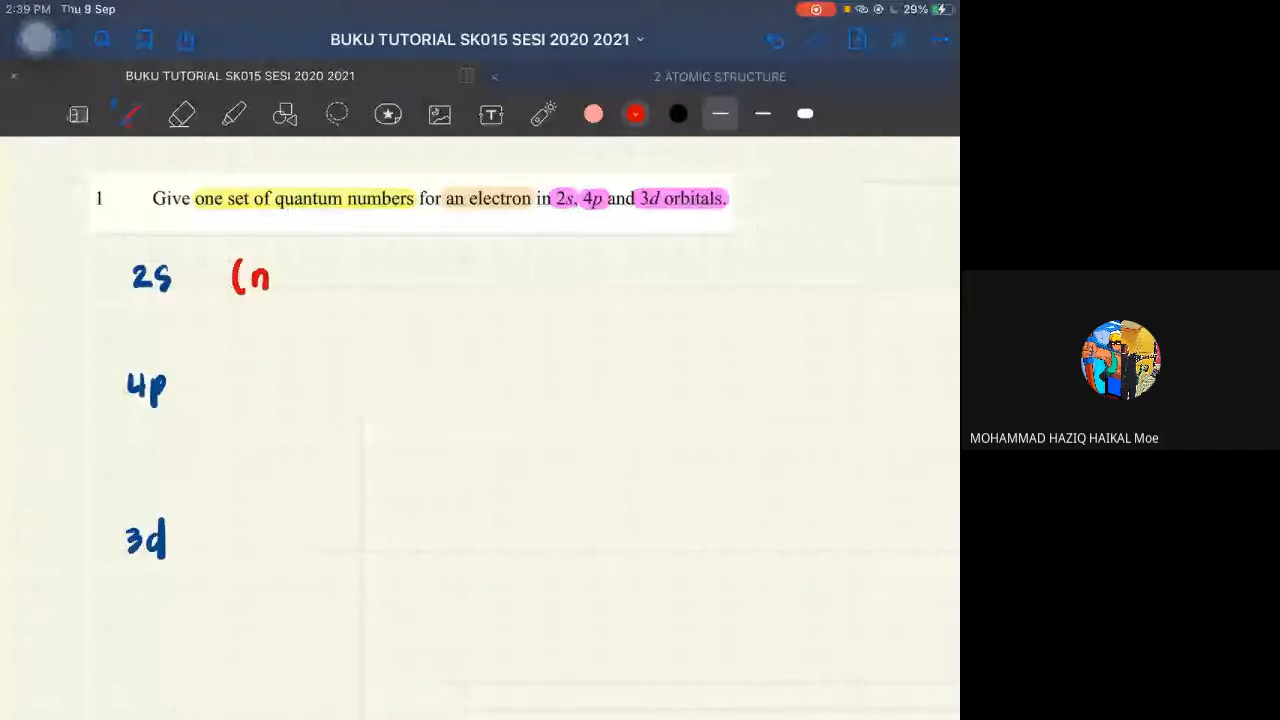 2:39 PM Thu 9 Sep 29%
BUKU TUTORIAL SK015 SESI 2020 2021
BUKU TUTORIAL SK015 SESI 2020 2021 2 ATOMIC STRUCTURE
1 Give one set of quantum numbers for an electron in 2s, 4p and 3d orbitals.
2s (n
4p
MOHAMMAD HAZIQ HAIKAL Moe
3d